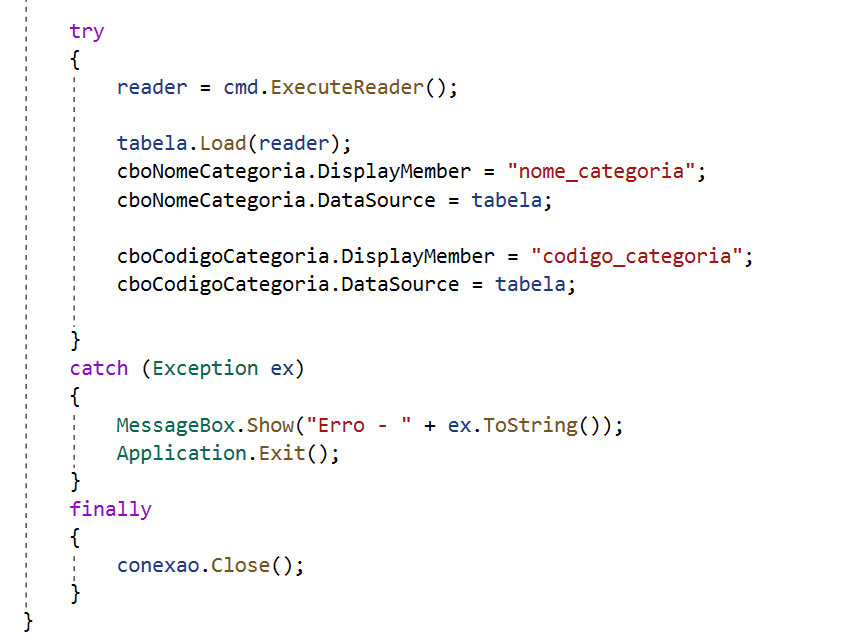 try
{
reader = cmd.ExecuteReader();
tabela.Load(reader);
cboNomeCategoria.DisplayMember = "nome_categoria";
cboNomeCategoria.DataSource = tabela;
cboCodigoCategoria.DisplayMember = "codigo_categoria";
cboCodigoCategoria.DataSource = tabela;
}
catch (Exception ex)
{
MessageBox.Show("Erro - " + ex.ToString());
Application.Exit();
}
finally
{
conexao.Close();
}
}